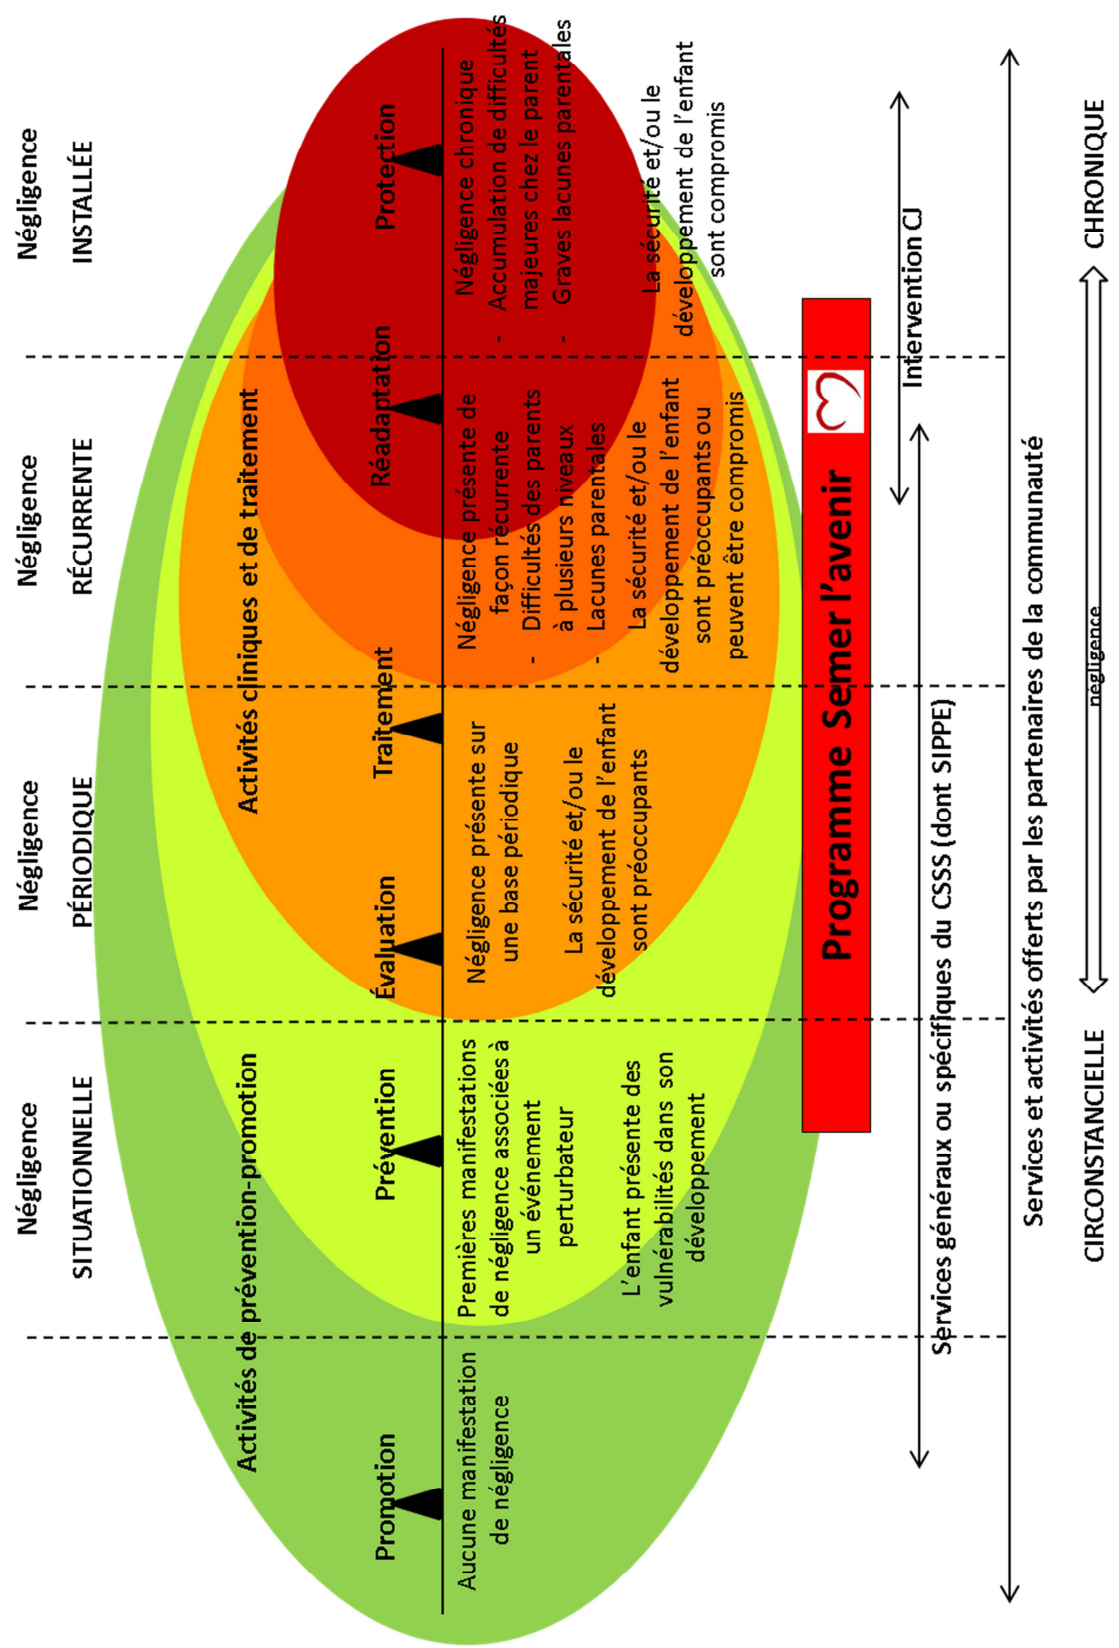 Négligence
SITUATIONNELLE
Négligence
PÉRIODIQUE
Négligence
RÉCURRENTE
Négligence
INSTALLÉE
Activités de prévention-promotion
Activités cliniques et de traitement
Promotion
Prévention
Évaluation
Traitement
Réadaptation
Protection
Aucune manifestation
de négligence
Premières manifestations
de négligence associées à
un événement
perturbateur
L'enfant présente des
vulnérabilités dans son
développement
Négligence présente sur
une base périodique
La sécurité et/ou le
développement de l'enfant
sont préoccupants
Négligence présente de
façon récurrente
- Difficultés des parents
à plusieurs niveaux
- Lacunes parentales
La sécurité et/ou le
développement de l'enfant
sont préoccupants ou
peuvent être compromis
Négligence chronique
- Accumulation de difficultés
majeures chez le parent
- Graves lacunes parentales
La sécurité et/ou le
développement de l'enfant
sont compromis
Programme Semer l'avenir
Intervention CJ
Services généraux ou spécifiques du CSSS (dont SIPPE)
Services et activités offerts par les partenaires de la communauté
CIRCONSTANCIELLE
négligence
CHRONIQUE